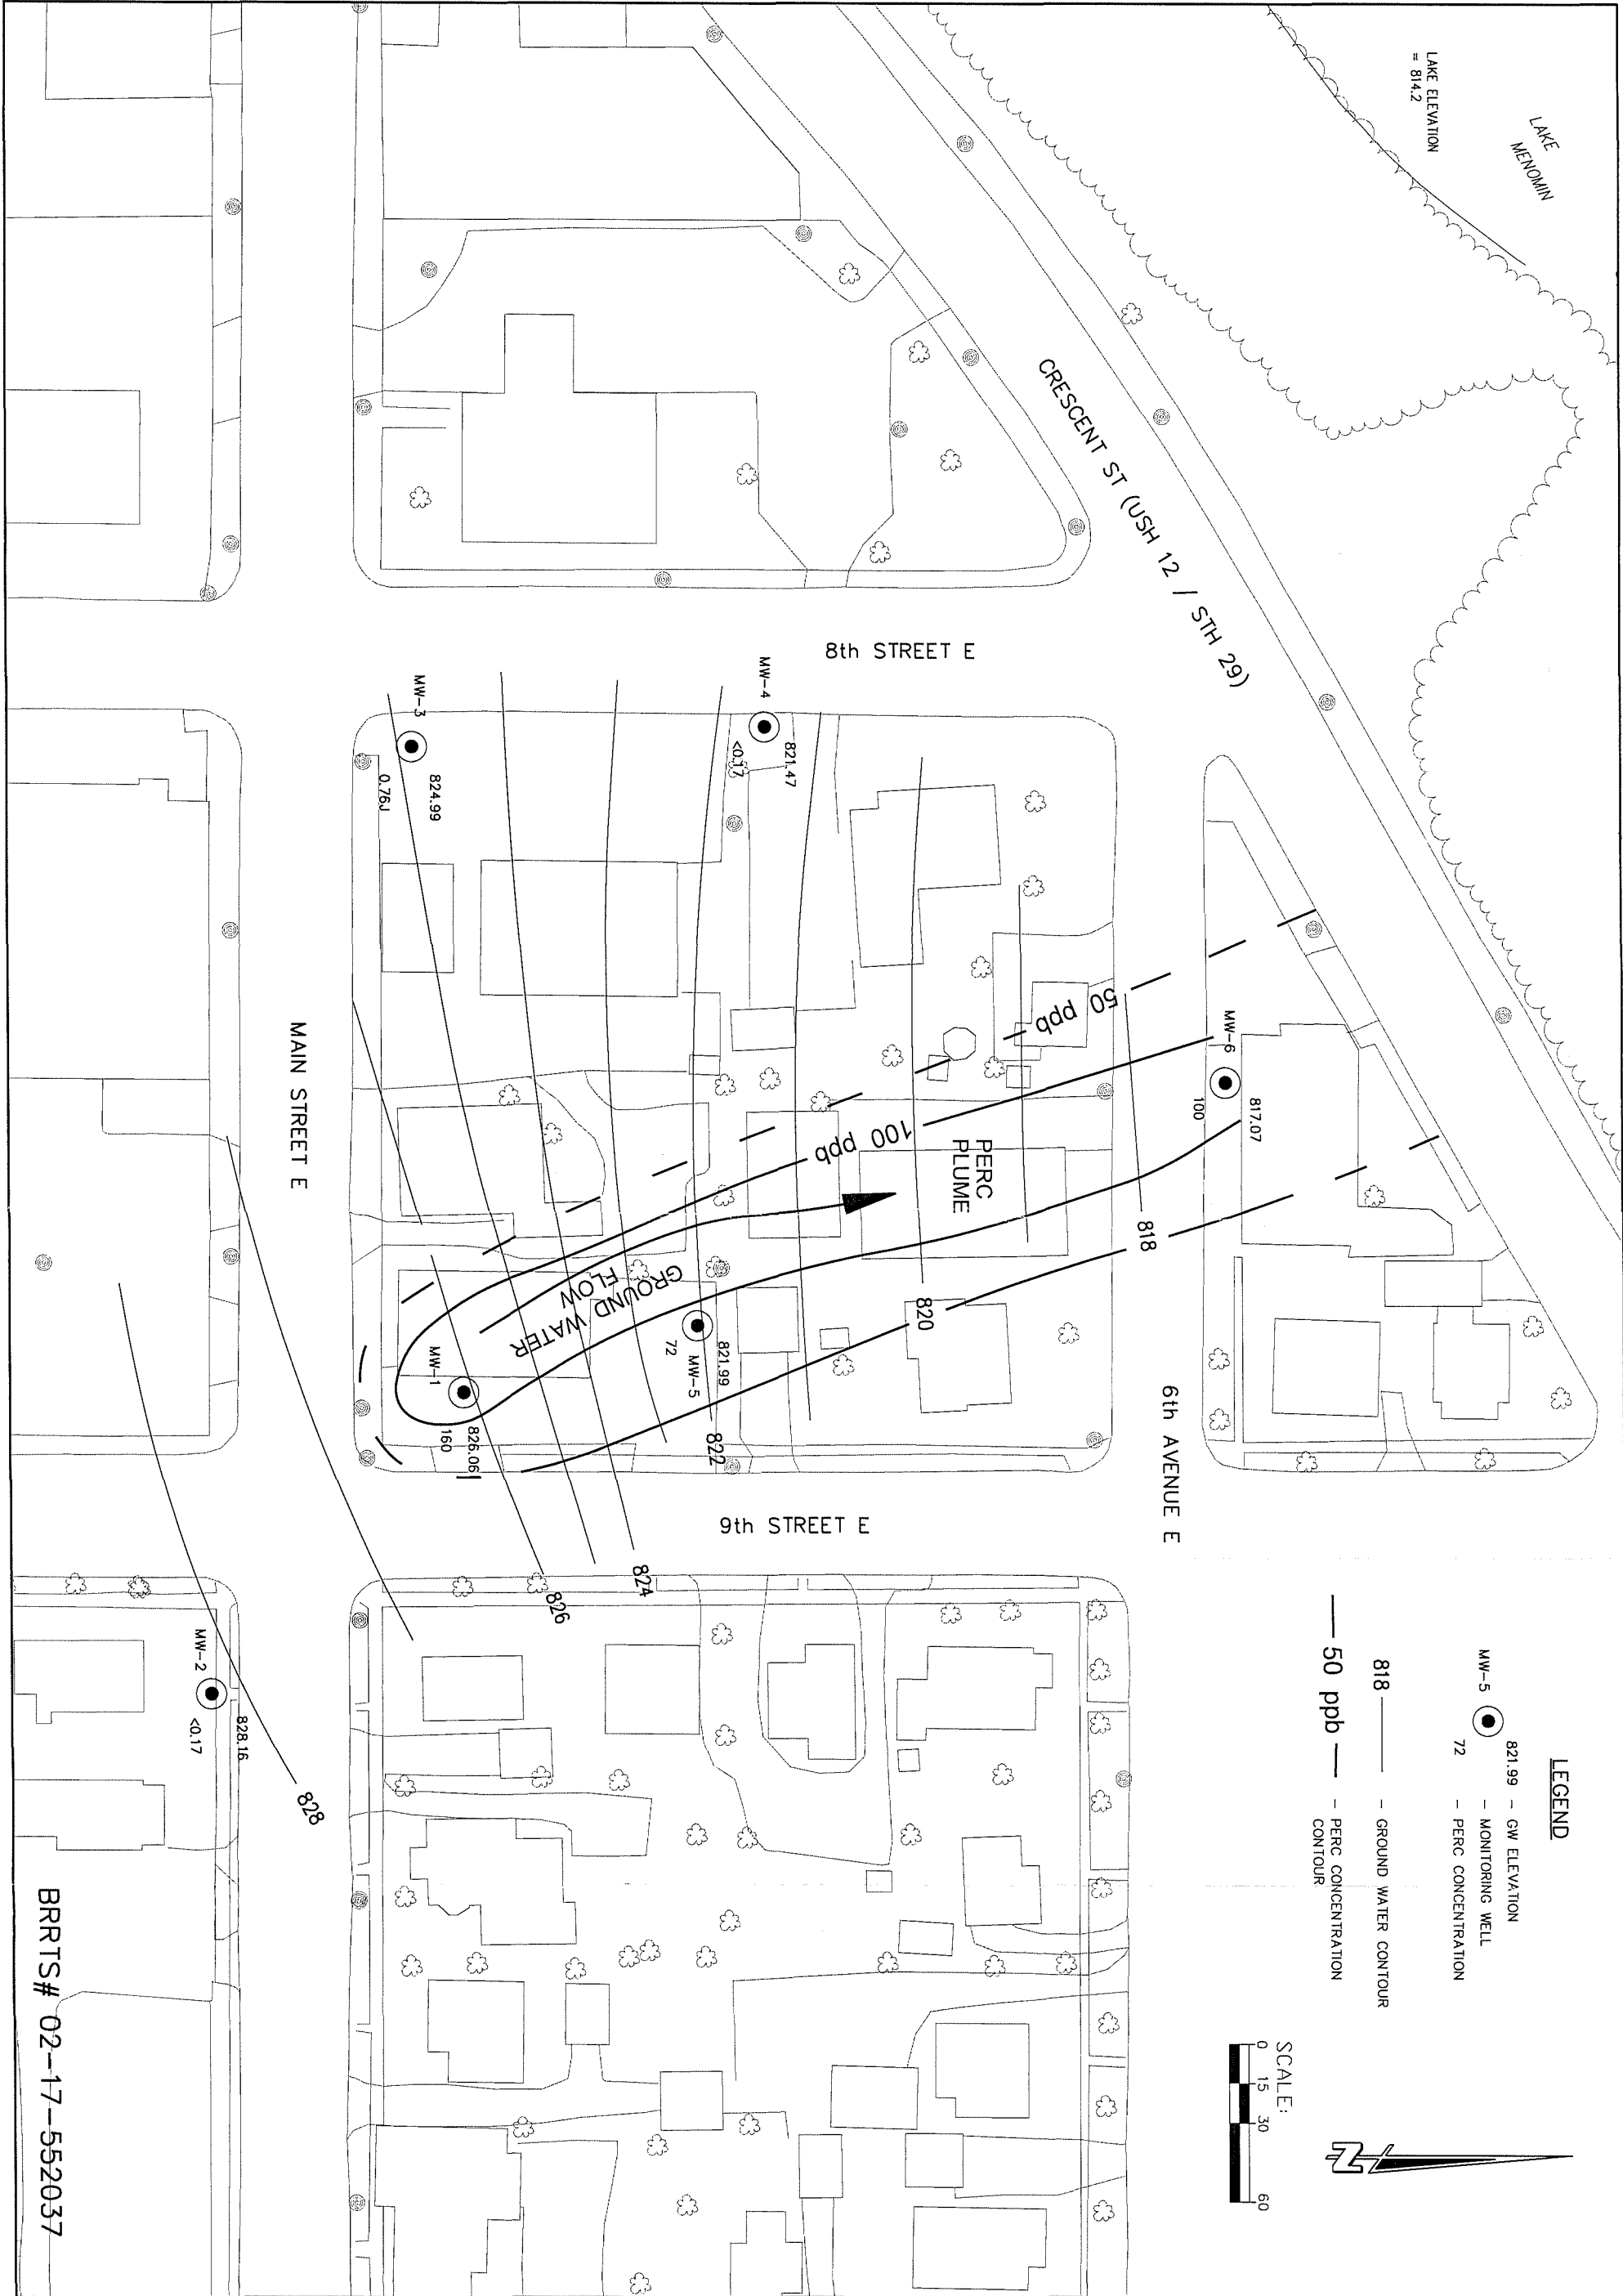 LAKE
MENOMIN
LAKE ELEVATION
= 814.2
CRESCENT ST (USH 12 / STH 29)
8th STREET E
MAIN STREET E
9th STREET E
6th AVENUE E
MW-3
824.99
0.76J
MW-4
821.47
<0.17
MW-6
817.07
100
MW-5
821.99
72
MW-1
826.06
160
MW-2
828.16
<0.17
50 ppb
100 ppb
PERC
PLUME
GROUND WATER
FLOW
818
820
822
824
826
828
LEGEND
MW-5
821.99 - GW ELEVATION
- MONITORING WELL
72 - PERC CONCENTRATION
818 - GROUND WATER CONTOUR
50 ppb - PERC CONCENTRATION
CONTOUR
SCALE:
0 15 30 60
Z
BRRTS# 02-17-552037